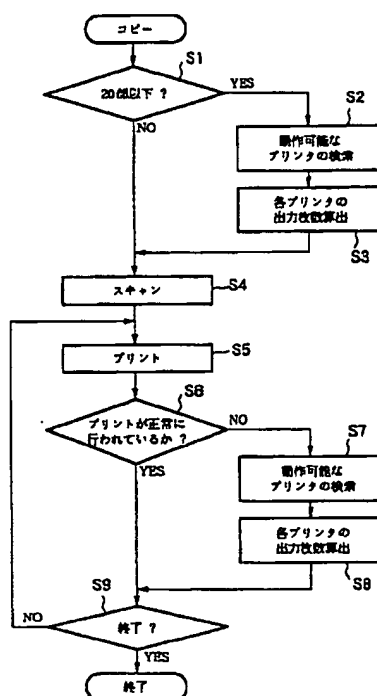 コピー
S1
20部以下 ?
YES
NO
S2
動作可能な
プリンタの検索
各プリンタの
出力枚数算出
S3
スキャン
S4
プリント
S5
S6
プリントが正常に
行われているか ?
NO
YES
S7
動作可能な
プリンタの検索
各プリンタの
出力枚数算出
S8
S9
NO
終了 ?
YES
終了